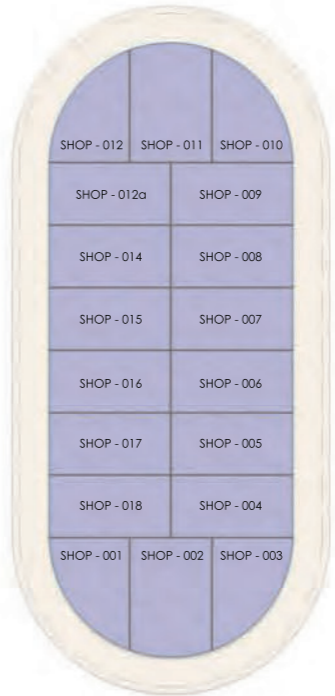 SHOP - 012 SHOP - 011 SHOP - 010
SHOP - 012a SHOP - 009
SHOP - 014 SHOP - 008
SHOP - 015 SHOP - 007
SHOP - 016 SHOP - 006
SHOP - 017 SHOP - 005
SHOP - 018 SHOP - 004
SHOP - 001 SHOP - 002 SHOP - 003